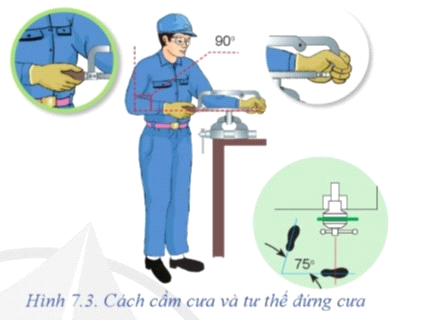 90°
75°
Hình 7.3. Cách cầm cưa và tư thế đứng cưa